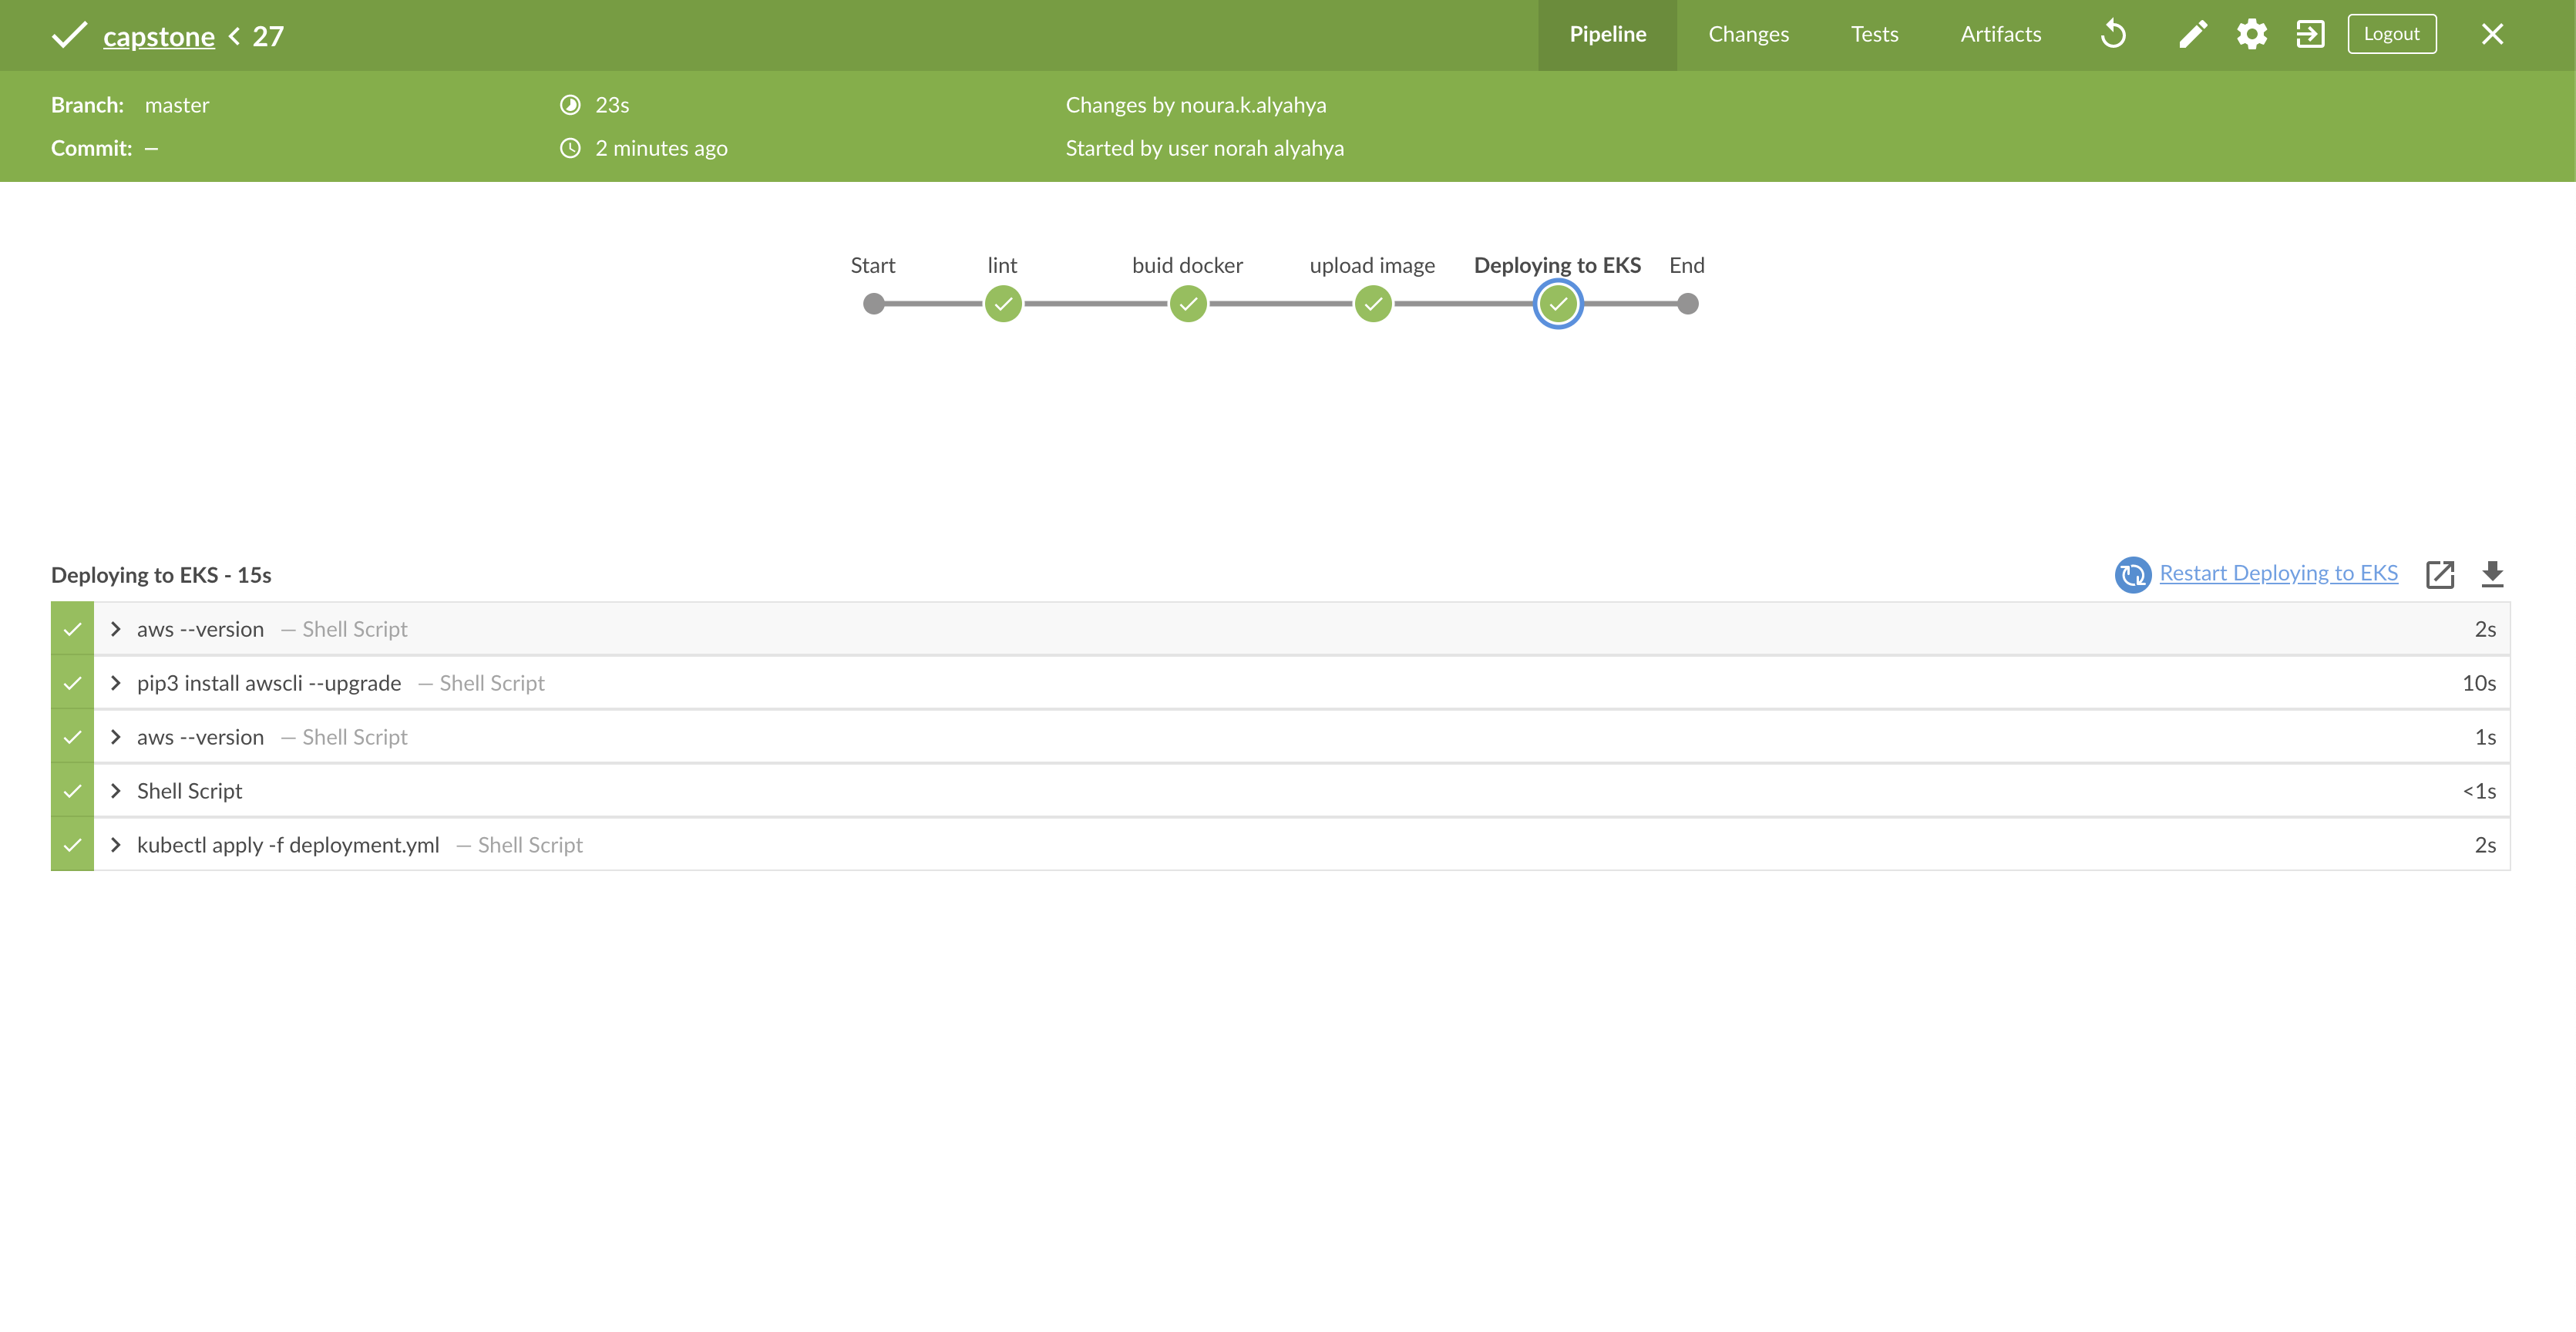 capstone < 27
Pipeline Changes Tests Artifacts Logout
Branch: master 23s Changes by noura.k.alyahya
Commit: — 2 minutes ago Started by user norah alyahya
Start lint buid docker upload image Deploying to EKS End
Deploying to EKS - 15s Restart Deploying to EKS
aws --version — Shell Script 2s
pip3 install awscli --upgrade — Shell Script 10s
aws --version — Shell Script 1s
Shell Script <1s
kubectl apply -f deployment.yml — Shell Script 2s